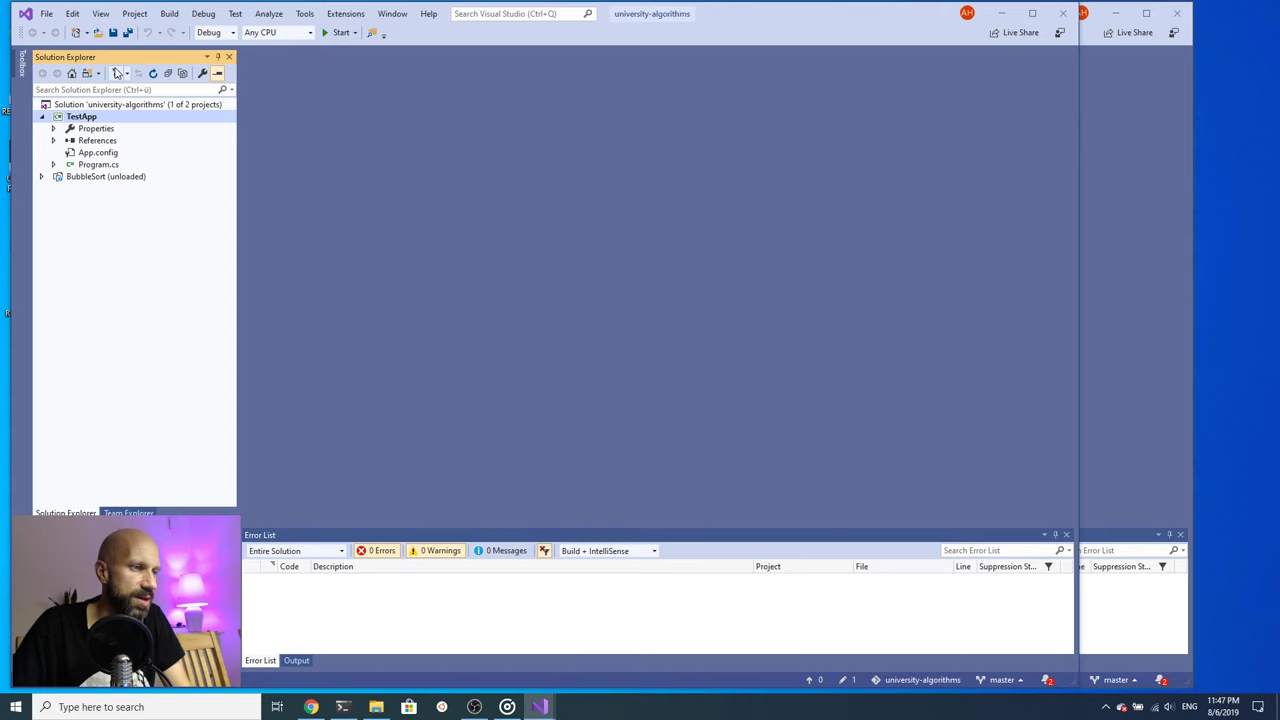 File Edit View Project Build Debug Test Analyze Tools Extensions Window Help Search Visual Studio (Ctrl+Q) university-algorithms AH AH
Debug Any CPU Start Live Share Live Share
Toolbox
Solution Explorer
Search Solution Explorer (Ctrl+ü)
Solution 'university-algorithms' (1 of 2 projects)
C# TestApp
Properties
References
App.config
C# Program.cs
BubbleSort (unloaded)
Solution Explorer Team Explorer
Error List
Entire Solution 0 Errors 0 Warnings 0 Messages Build + IntelliSense Search Error List Error List
Code Description Project File Line Suppression St... Suppression St...
Error List Output
0 1 university-algorithms master 2 master 2
Type here to search ENG 11:47 PM
8/6/2019